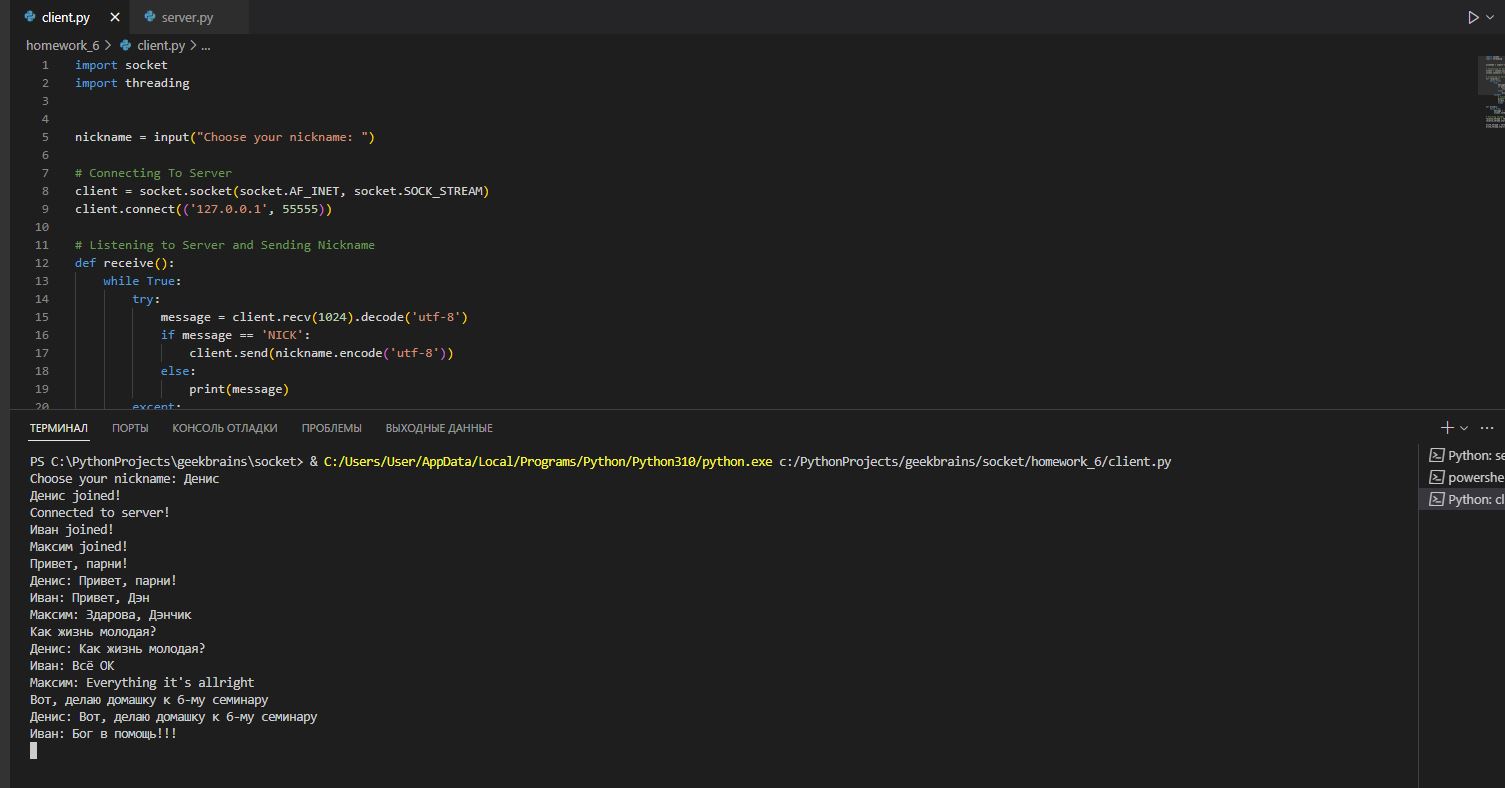 client.py
server.py
homework_6 > client.py > ...
1 import socket
2 import threading
3
4
5 nickname = input("Choose your nickname: ")
6
7 # Connecting To Server
8 client = socket.socket(socket.AF_INET, socket.SOCK_STREAM)
9 client.connect(('127.0.0.1', 55555))
10
11 # Listening to Server and Sending Nickname
12 def receive():
13 while True:
14 try:
15 message = client.recv(1024).decode('utf-8')
16 if message == 'NICK':
17 client.send(nickname.encode('utf-8'))
18 else:
19 print(message)
20 except:
ТЕРМИНАЛ ПОРТЫ КОНСОЛЬ ОТЛАДКИ ПРОБЛЕМЫ ВЫХОДНЫЕ ДАННЫЕ
PS C:\PythonProjects\geekbrains\socket> & C:/Users/User/AppData/Local/Programs/Python/Python310/python.exe c:/PythonProjects/geekbrains/socket/homework_6/client.py
Choose your nickname: Денис
Денис joined!
Connected to server!
Иван joined!
Максим joined!
Привет, парни!
Денис: Привет, парни!
Иван: Привет, Дэн
Максим: Здарова, Дэнчик
Как жизнь молодая?
Денис: Как жизнь молодая?
Иван: Всё ОК
Максим: Everything it's allright
Вот, делаю домашку к 6-му семинару
Денис: Вот, делаю домашку к 6-му семинару
Иван: Бог в помощь!!!
Python: se
powershe
Python: cl